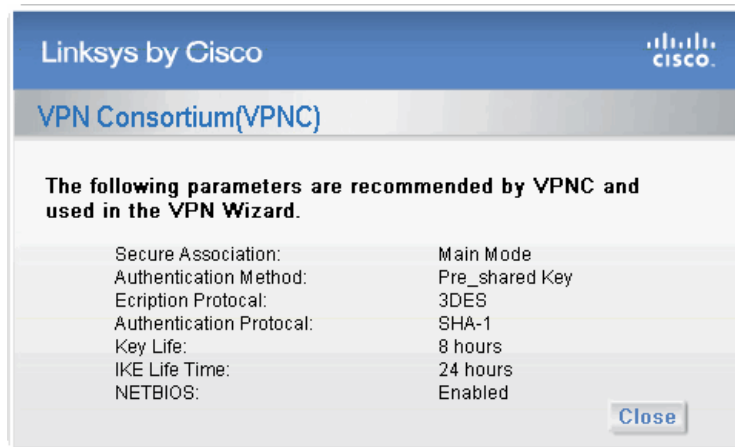 Linksys by Cisco
CISCO.
VPN Consortium(VPNC)
The following parameters are recommended by VPNC and
used in the VPN Wizard.
Secure Association: Main Mode
Authentication Method: Pre_shared Key
Ecription Protocal: 3DES
Authentication Protocal: SHA-1
Key Life: 8 hours
IKE Life Time: 24 hours
NETBIOS: Enabled
Close